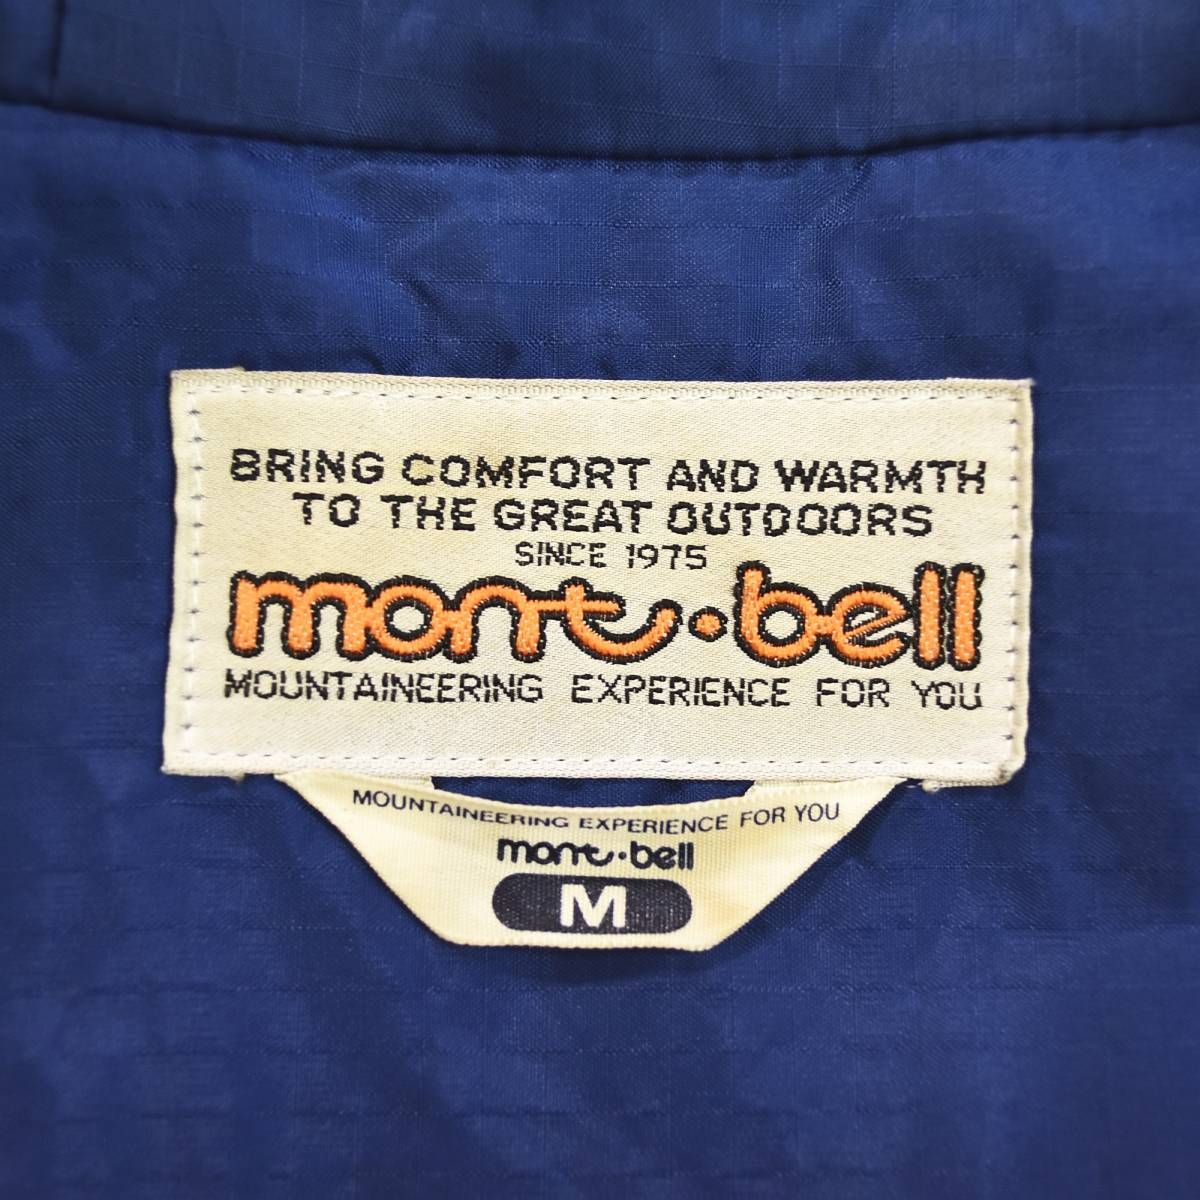 BRING COMFORT AND WARMTH
TO THE GREAT OUTDOORS
SINCE 1975
mont·bell
MOUNTAINEERING EXPERIENCE FOR YOU
MOUNTAINEERING EXPERIENCE FOR YOU
mont·bell
M